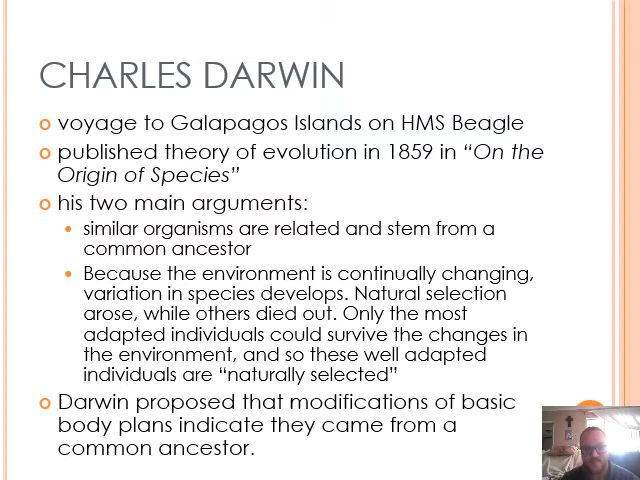 CHARLES DARWIN
voyage to Galapagos Islands on HMS Beagle
published theory of evolution in 1859 in “On the
Origin of Species”
his two main arguments:
similar organisms are related and stem from a
common ancestor
Because the environment is continually changing,
variation in species develops. Natural selection
arose, while others died out. Only the most
adapted individuals could survive the changes in
the environment, and so these well adapted
individuals are “naturally selected”
Darwin proposed that modifications of basic
body plans indicate they came from a
common ancestor.